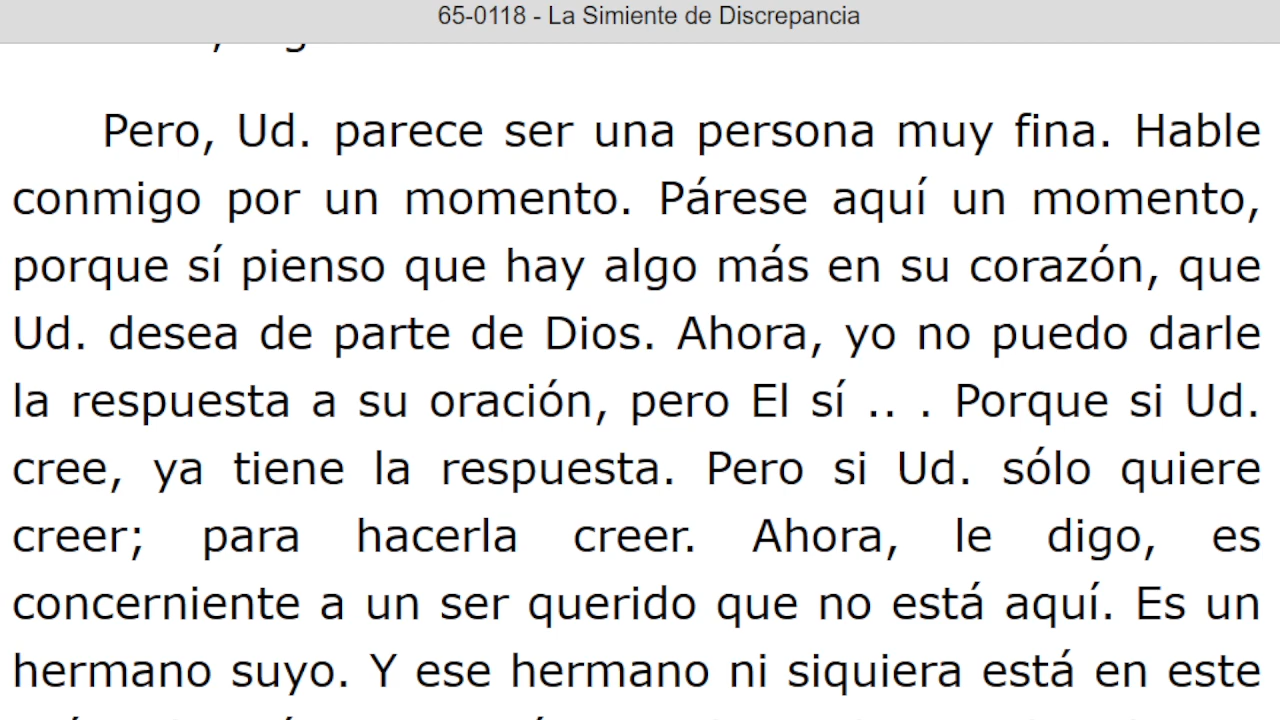 65-0118 - La Simiente de Discrepancia
Pero, Ud. parece ser una persona muy fina. Hable
conmigo por un momento. Párese aquí un momento,
porque sí pienso que hay algo más en su corazón, que
Ud. desea de parte de Dios. Ahora, yo no puedo darle
la respuesta a su oración, pero El sí .. . Porque si Ud.
cree, ya tiene la respuesta. Pero si Ud. sólo quiere
creer; para hacerla creer. Ahora, le digo, es
concerniente a un ser querido que no está aquí. Es un
hermano suyo. Y ese hermano ni siquiera está en este